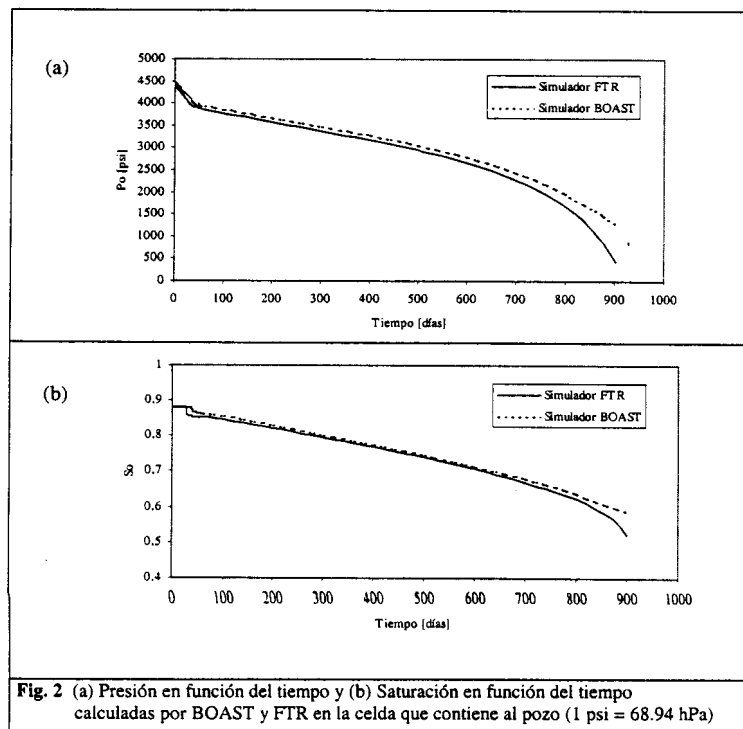 (a)
5000
4500
4000
3500
3000
2500
2000
1500
1000
500
0
Po [psi]
Simulador FTR
Simulador BOAST
0 100 200 300 400 500 600 700 800 900 1000
Tiempo [días]
(b)
1
0.9
0.8
0.7
0.6
0.5
0.4
So
Simulador FTR
Simulador BOAST
0 100 200 300 400 500 600 700 800 900 1000
Tiempo [días]
Fig. 2 (a) Presión en función del tiempo y (b) Saturación en función del tiempo
calculadas por BOAST y FTR en la celda que contiene al pozo (1 psi = 68.94 hPa)